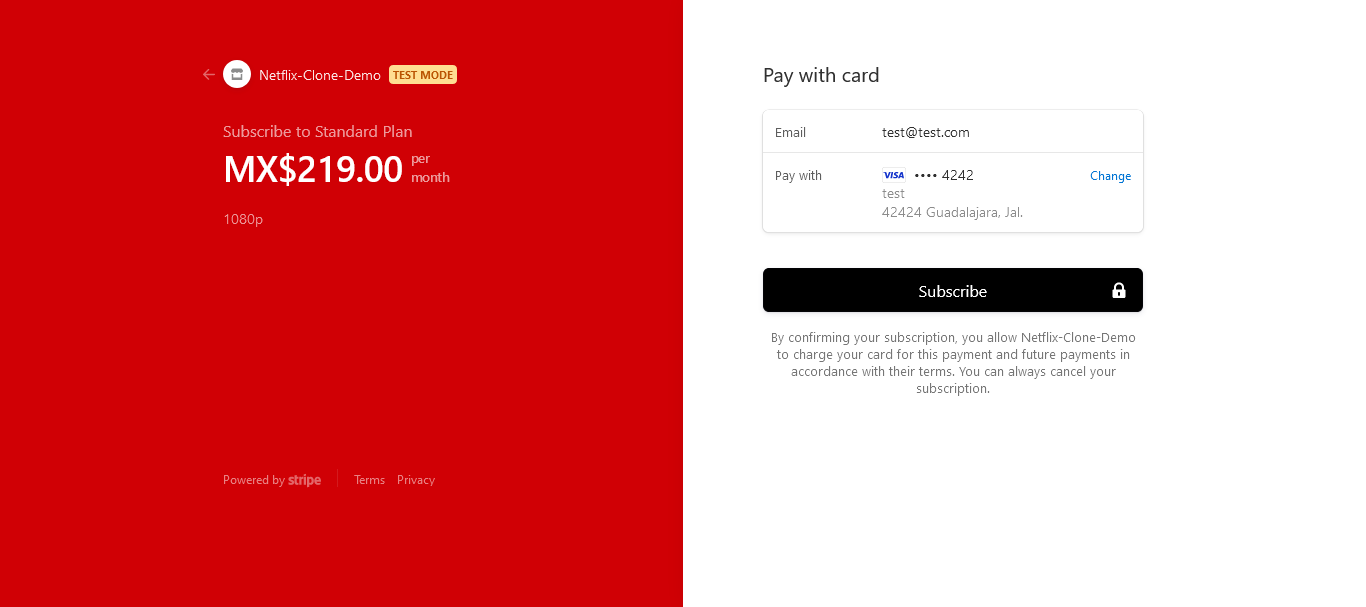 Netflix-Clone-Demo TEST MODE
Subscribe to Standard Plan
MX$219.00 per
month
1080p
Powered by stripe Terms Privacy
Pay with card
Email test@test.com
Pay with VISA •••• 4242 Change
test
42424 Guadalajara, Jal.
Subscribe
By confirming your subscription, you allow Netflix-Clone-Demo
to charge your card for this payment and future payments in
accordance with their terms. You can always cancel your
subscription.